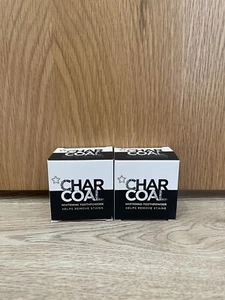 CHAR
COAL
WHITENING TOOTHPOWDER
HELPS REMOVE STAINS
CHAR
COAL
WHITENING TOOTHPOWDER
HELPS REMOVE STAINS